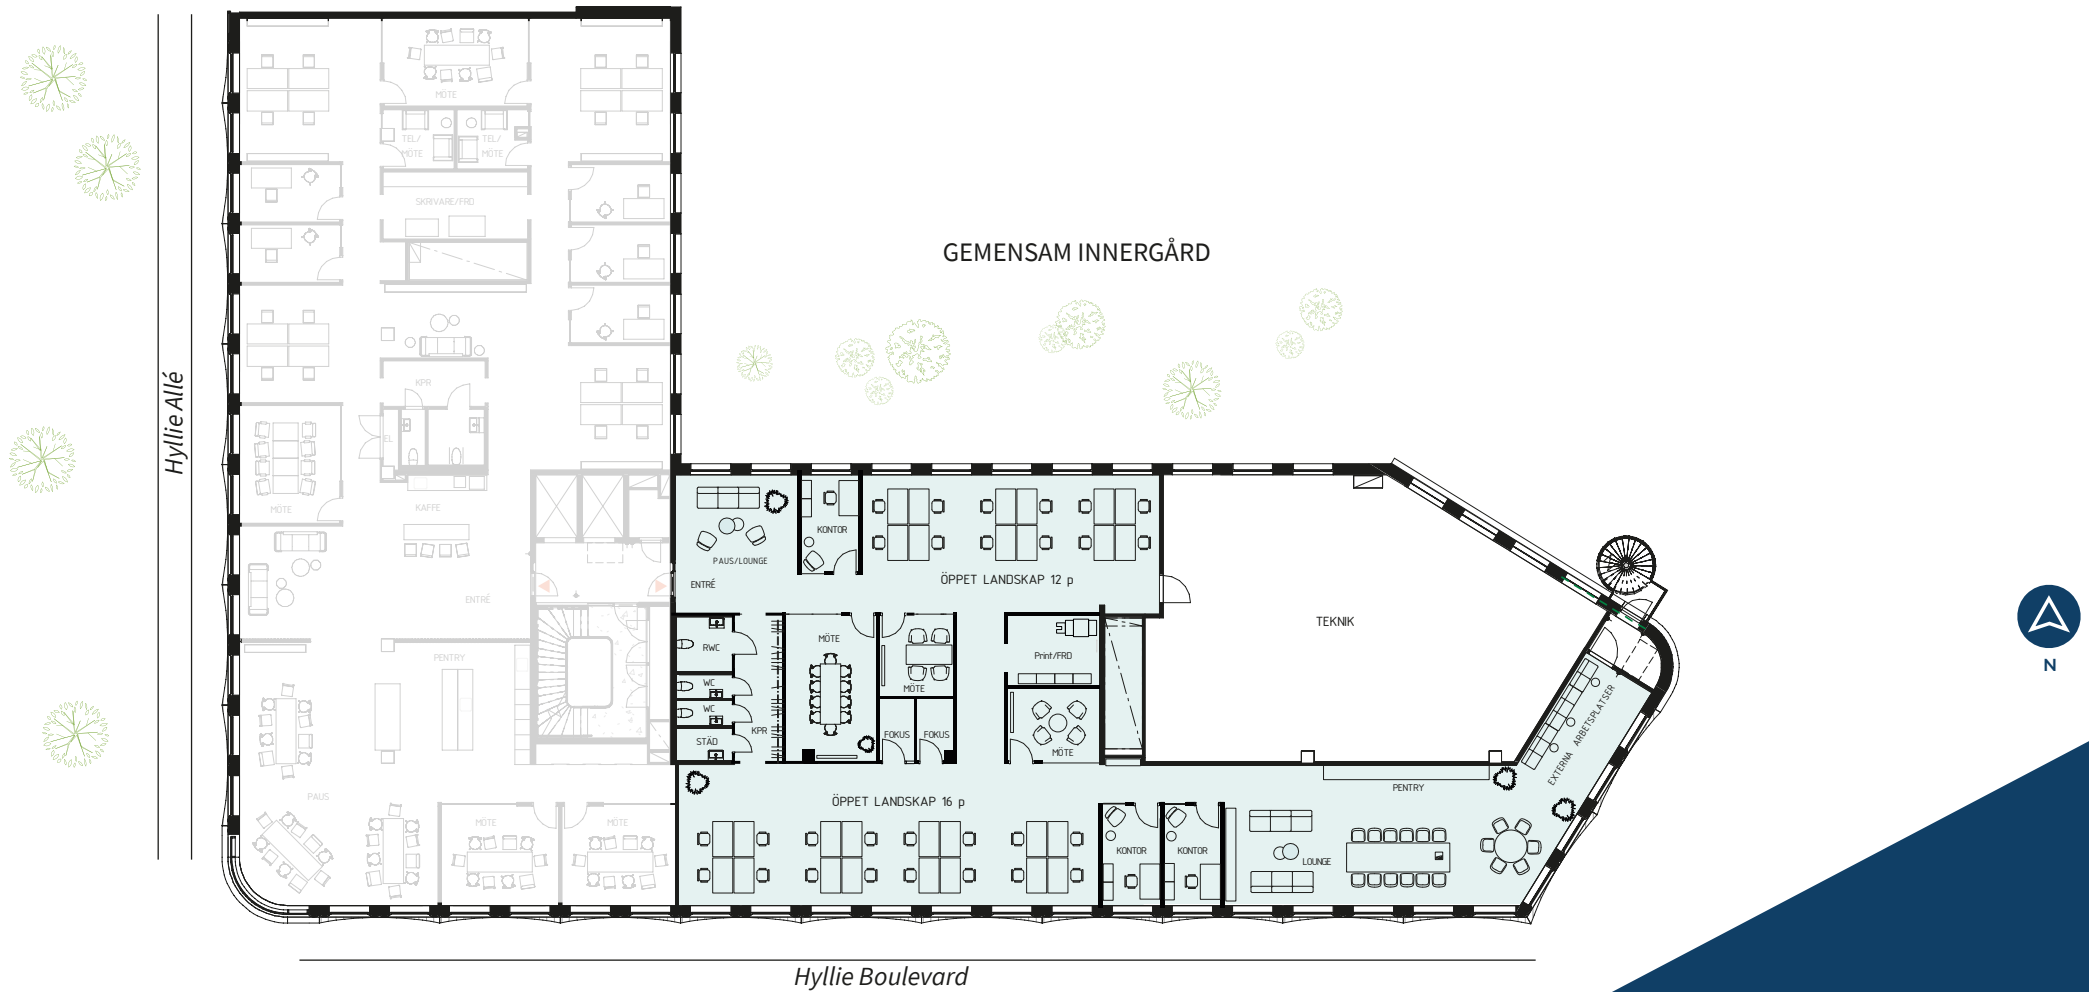 MÖTE
TEL/
MÖTE
TEL/
MÖTE
SKRIVARE/FRD
GEMENSAM INNERGÅRD
Hyllie Allé
KPR
EL
MÖTE
KAFFE
ENTRÉ
PENTRY
PAUS
MÖTE
MÖTE
PAUS/LOUNGE
ENTRÉ
KONTOR
ÖPPET LANDSKAP 12 p
TEKNIK
RWC
WC
WC
STÄD
KPR
MÖTE
MÖTE
FOKUS
FOKUS
Print/FRD
MÖTE
EXTERNA ARBETSPLATSER
PENTRY
ÖPPET LANDSKAP 16 p
KONTOR
KONTOR
LOUNGE
N
Hyllie Boulevard